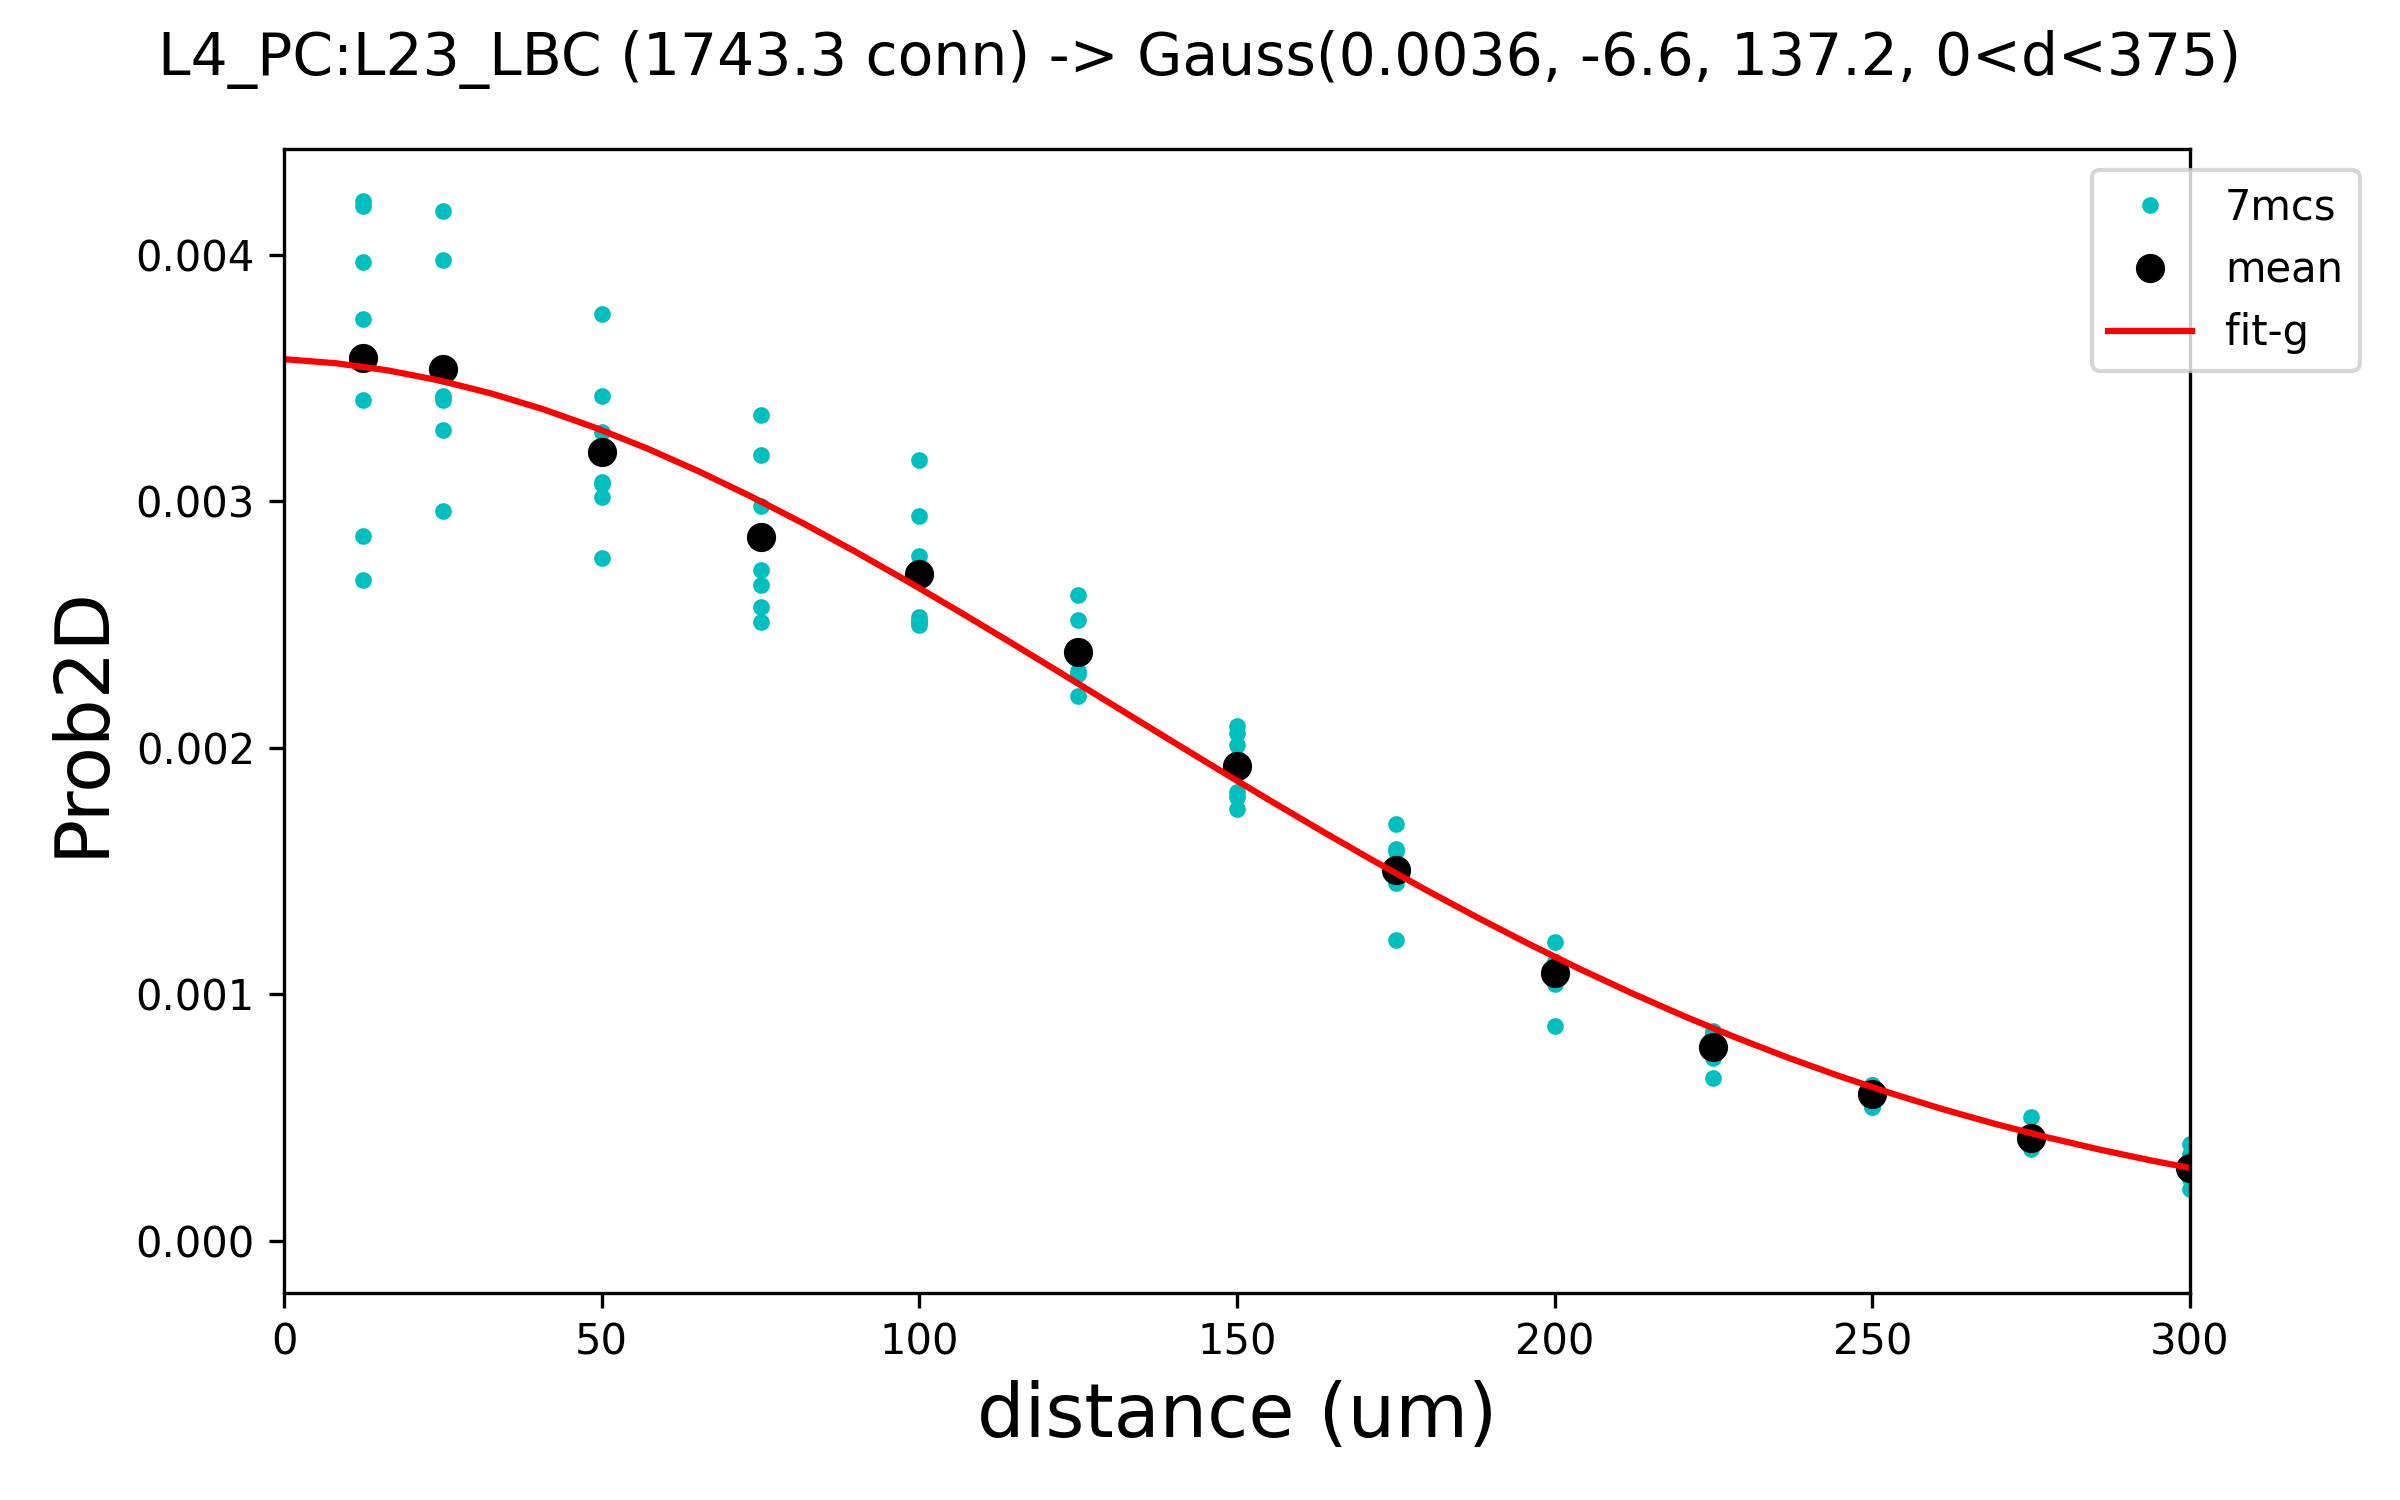 L4_PC:L23_LBC (1743.3 conn) -> Gauss(0.0036, -6.6, 137.2, 0<d<375)
7mcs
mean
fit-g
Prob2D
0.004
0.003
0.002
0.001
0.000
0 50 100 150 200 250 300
distance (um)